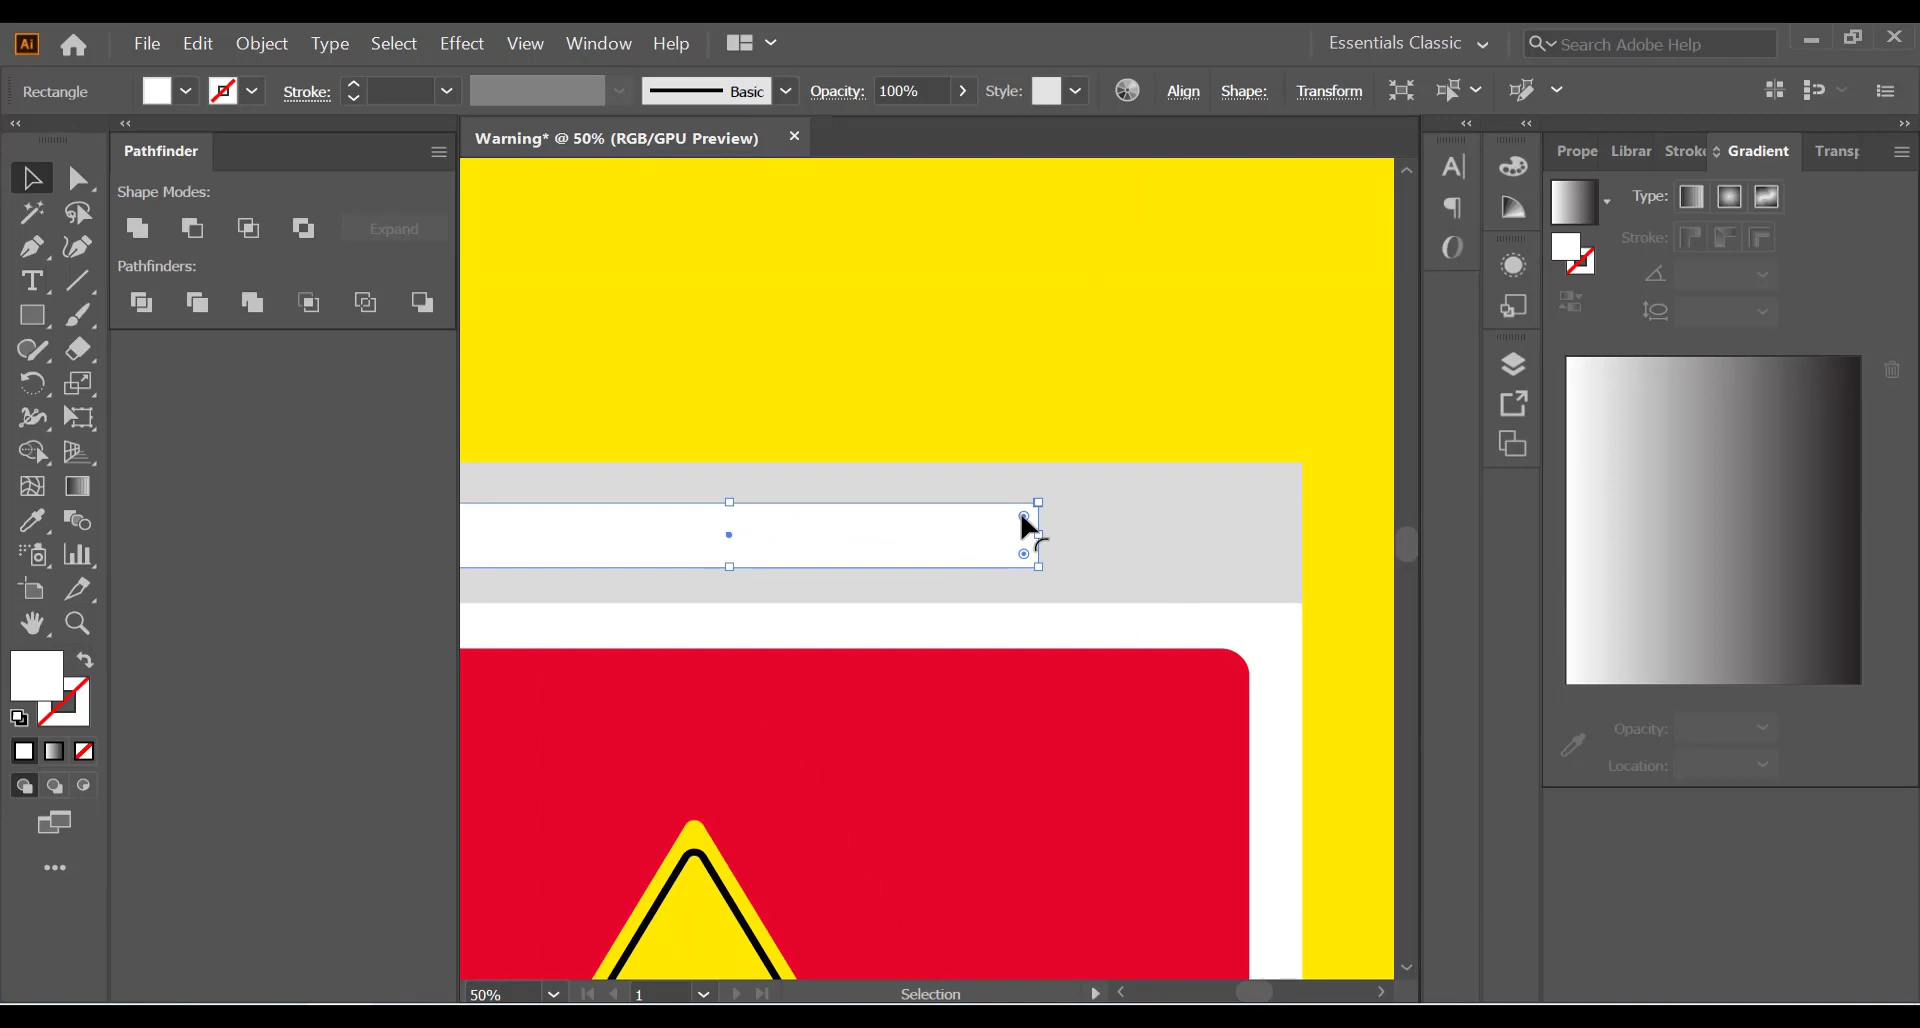 Ai File Edit Object Type Select Effect View Window Help Essentials Classic Search Adobe Help
Rectangle Stroke: Basic Opacity: 100% Style: Align Shape: Transform
Warning* @ 50% (RGB/GPU Preview)
Pathfinder
Shape Modes:
Expand
Pathfinders:
Prope Librar Stroke Gradient Transp
Type:
Stroke:
Opacity:
Location:
50% 1 Selection